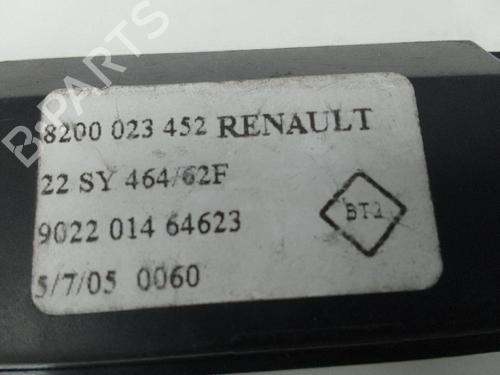 8200 023 452 RENAULT
22 SY 464/62F
9022 014 64623
BT2
5/7/05 0060
B-PARTS